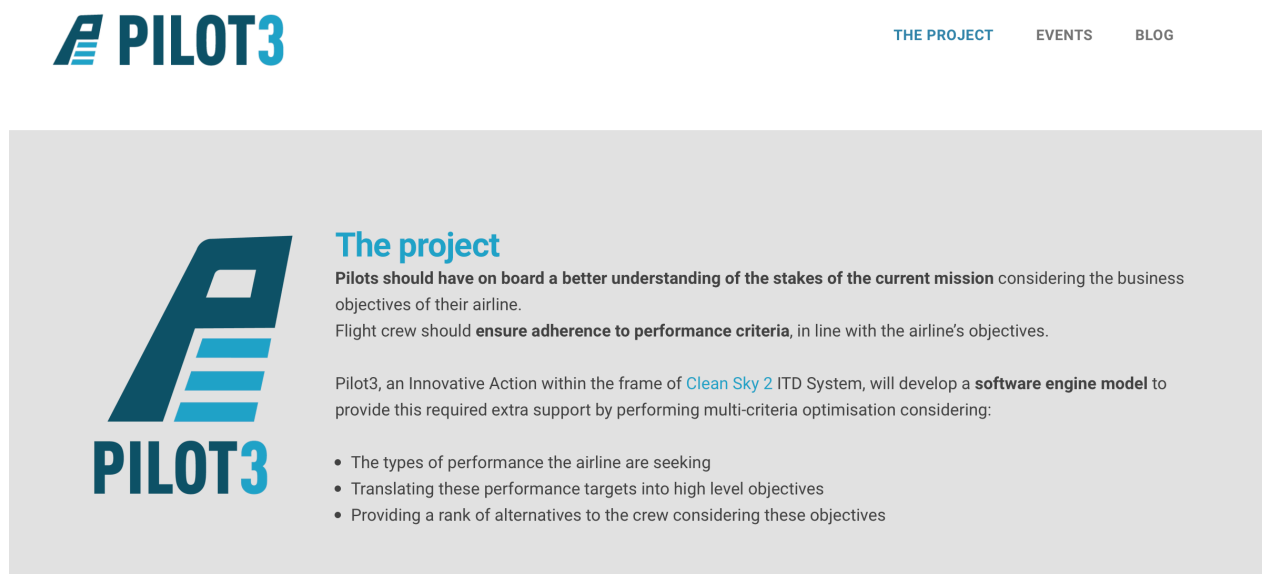 PILOT3
THE PROJECT EVENTS BLOG
The project
Pilots should have on board a better understanding of the stakes of the current mission considering the business
objectives of their airline.
Flight crew should ensure adherence to performance criteria, in line with the airline’s objectives.
Pilot3, an Innovative Action within the frame of Clean Sky 2 ITD System, will develop a software engine model to
provide this required extra support by performing multi-criteria optimisation considering:
• The types of performance the airline are seeking
• Translating these performance targets into high level objectives
• Providing a rank of alternatives to the crew considering these objectives
PILOT3